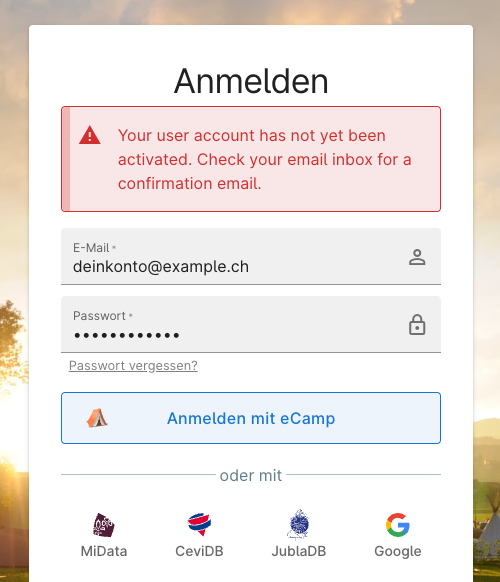 Anmelden
Your user account has not yet been
activated. Check your email inbox for a
confirmation email.
E-Mail *
deinkonto@example.ch
Passwort *
••••••••••••
Passwort vergessen?
Anmelden mit eCamp
oder mit
MiData CeviDB JublaDB Google